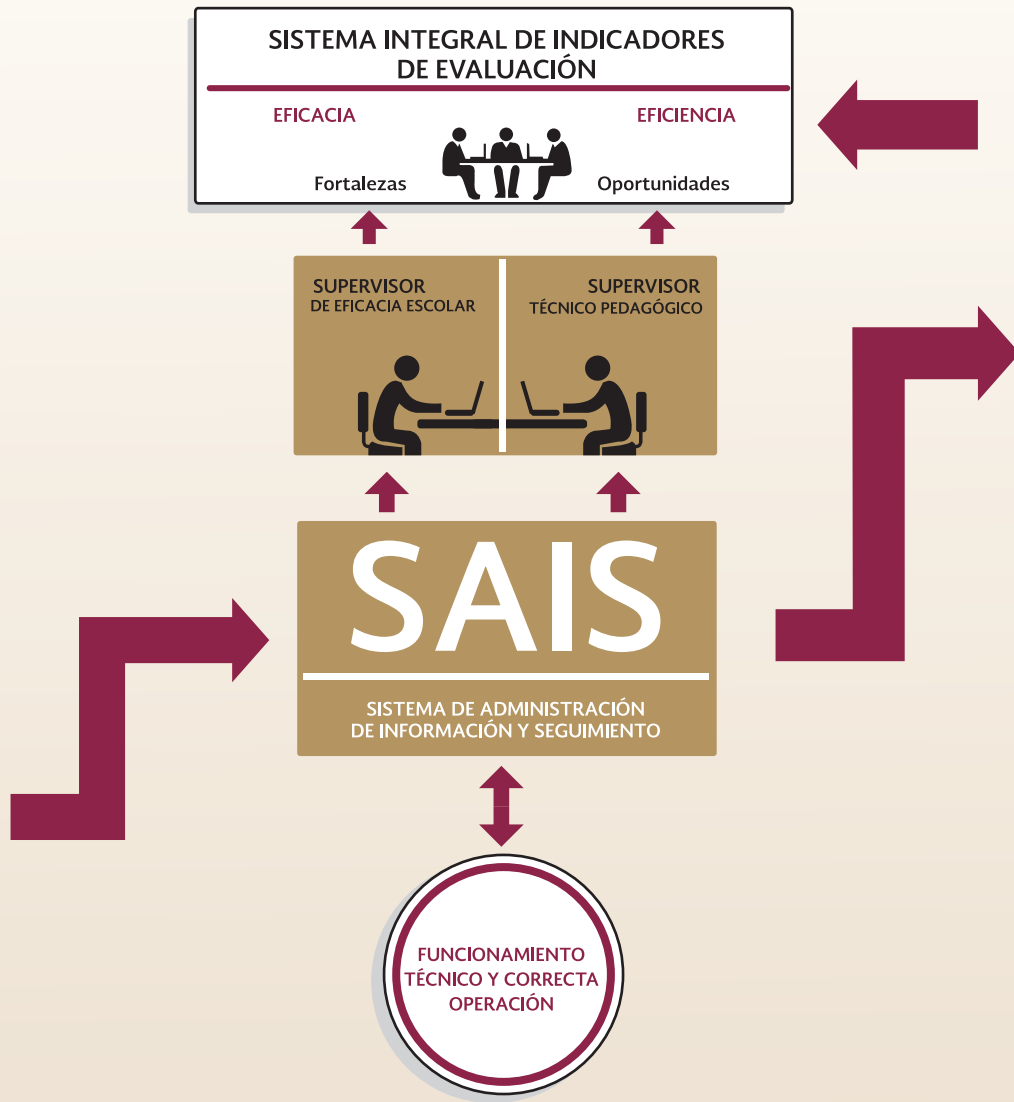 SISTEMA INTEGRAL DE INDICADORES
DE EVALUACIÓN
EFICACIA
EFICIENCIA
Fortalezas
Oportunidades
SUPERVISOR
DE EFICACIA ESCOLAR
SUPERVISOR
TÉCNICO PEDAGÓGICO
SAIS
SISTEMA DE ADMINISTRACIÓN
DE INFORMACIÓN Y SEGUIMIENTO
FUNCIONAMIENTO
TÉCNICO Y CORRECTA
OPERACIÓN